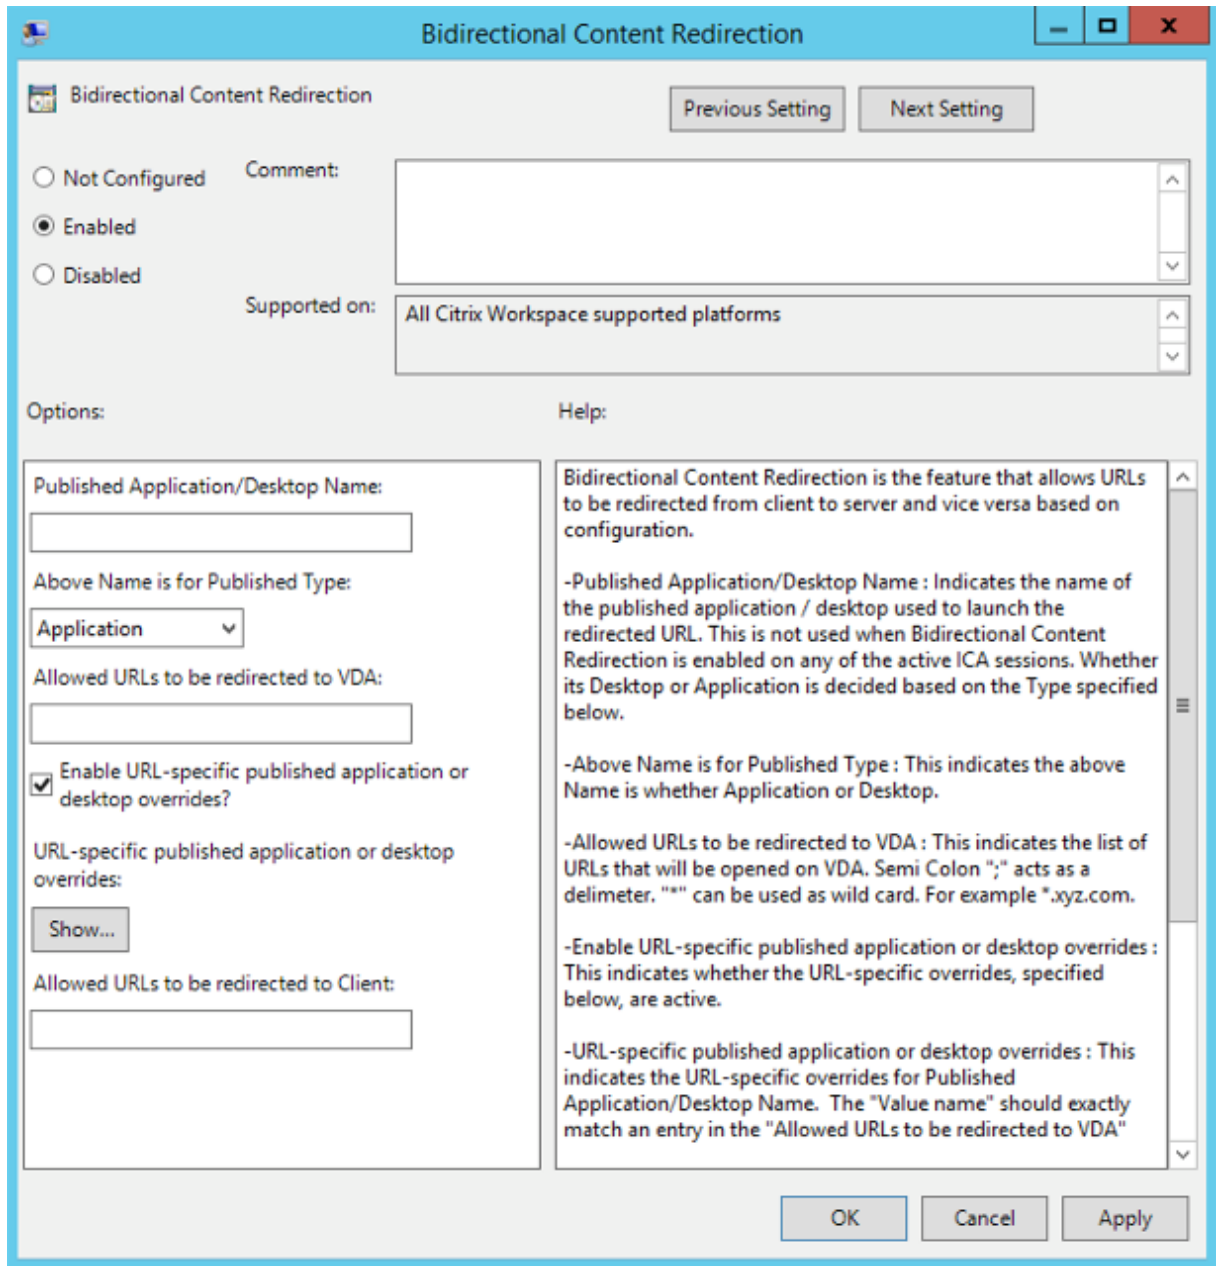 Bidirectional Content Redirection
Bidirectional Content Redirection
Previous Setting
Next Setting
Not Configured
Comment:
Enabled
Disabled
Supported on:
All Citrix Workspace supported platforms
Options:
Help:
Published Application/Desktop Name:
Above Name is for Published Type:
Application
Allowed URLs to be redirected to VDA:
Enable URL-specific published application or
desktop overrides?
URL-specific published application or desktop
overrides:
Show...
Allowed URLs to be redirected to Client:
Bidirectional Content Redirection is the feature that allows URLs
to be redirected from client to server and vice versa based on
configuration.
-Published Application/Desktop Name : Indicates the name of
the published application / desktop used to launch the
redirected URL. This is not used when Bidirectional Content
Redirection is enabled on any of the active ICA sessions. Whether
its Desktop or Application is decided based on the Type specified
below.
-Above Name is for Published Type : This indicates the above
Name is whether Application or Desktop.
-Allowed URLs to be redirected to VDA : This indicates the list of
URLs that will be opened on VDA. Semi Colon ";" acts as a
delimeter. "*" can be used as wild card. For example *.xyz.com.
-Enable URL-specific published application or desktop overrides :
This indicates whether the URL-specific overrides, specified
below, are active.
-URL-specific published application or desktop overrides : This
indicates the URL-specific overrides for Published
Application/Desktop Name.  The "Value name" should exactly
match an entry in the "Allowed URLs to be redirected to VDA"
OK
Cancel
Apply